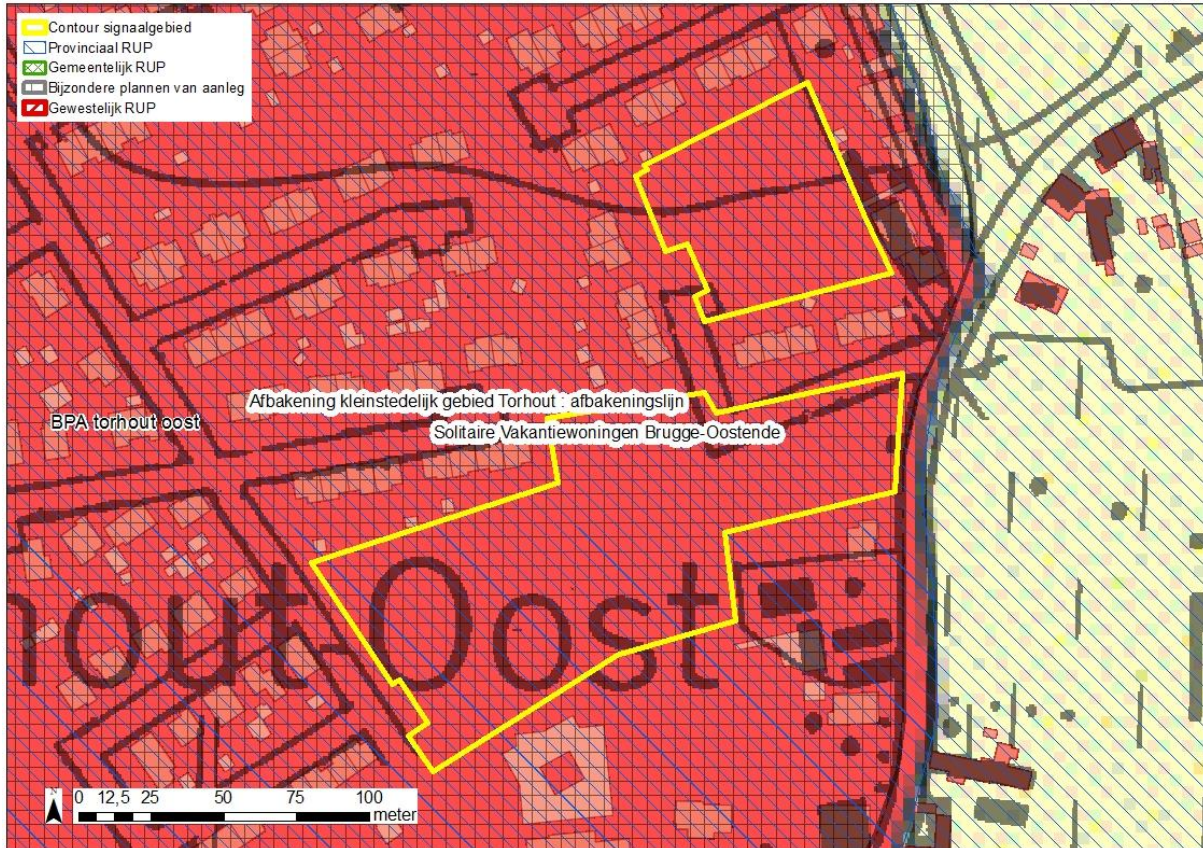 Contour signaalgebied
Provinciaal RUP
Gemeentelijk RUP
Bijzondere plannen van aanleg
Gewestelijk RUP
Afbakening kleinstedelijk gebied Torhout : afbakeningslijn
BPA torhout oost
Solitaire Vakantiewoningen Brugge-Oostende
hout Oost
N
0 12,5 25 50 75 100
meter